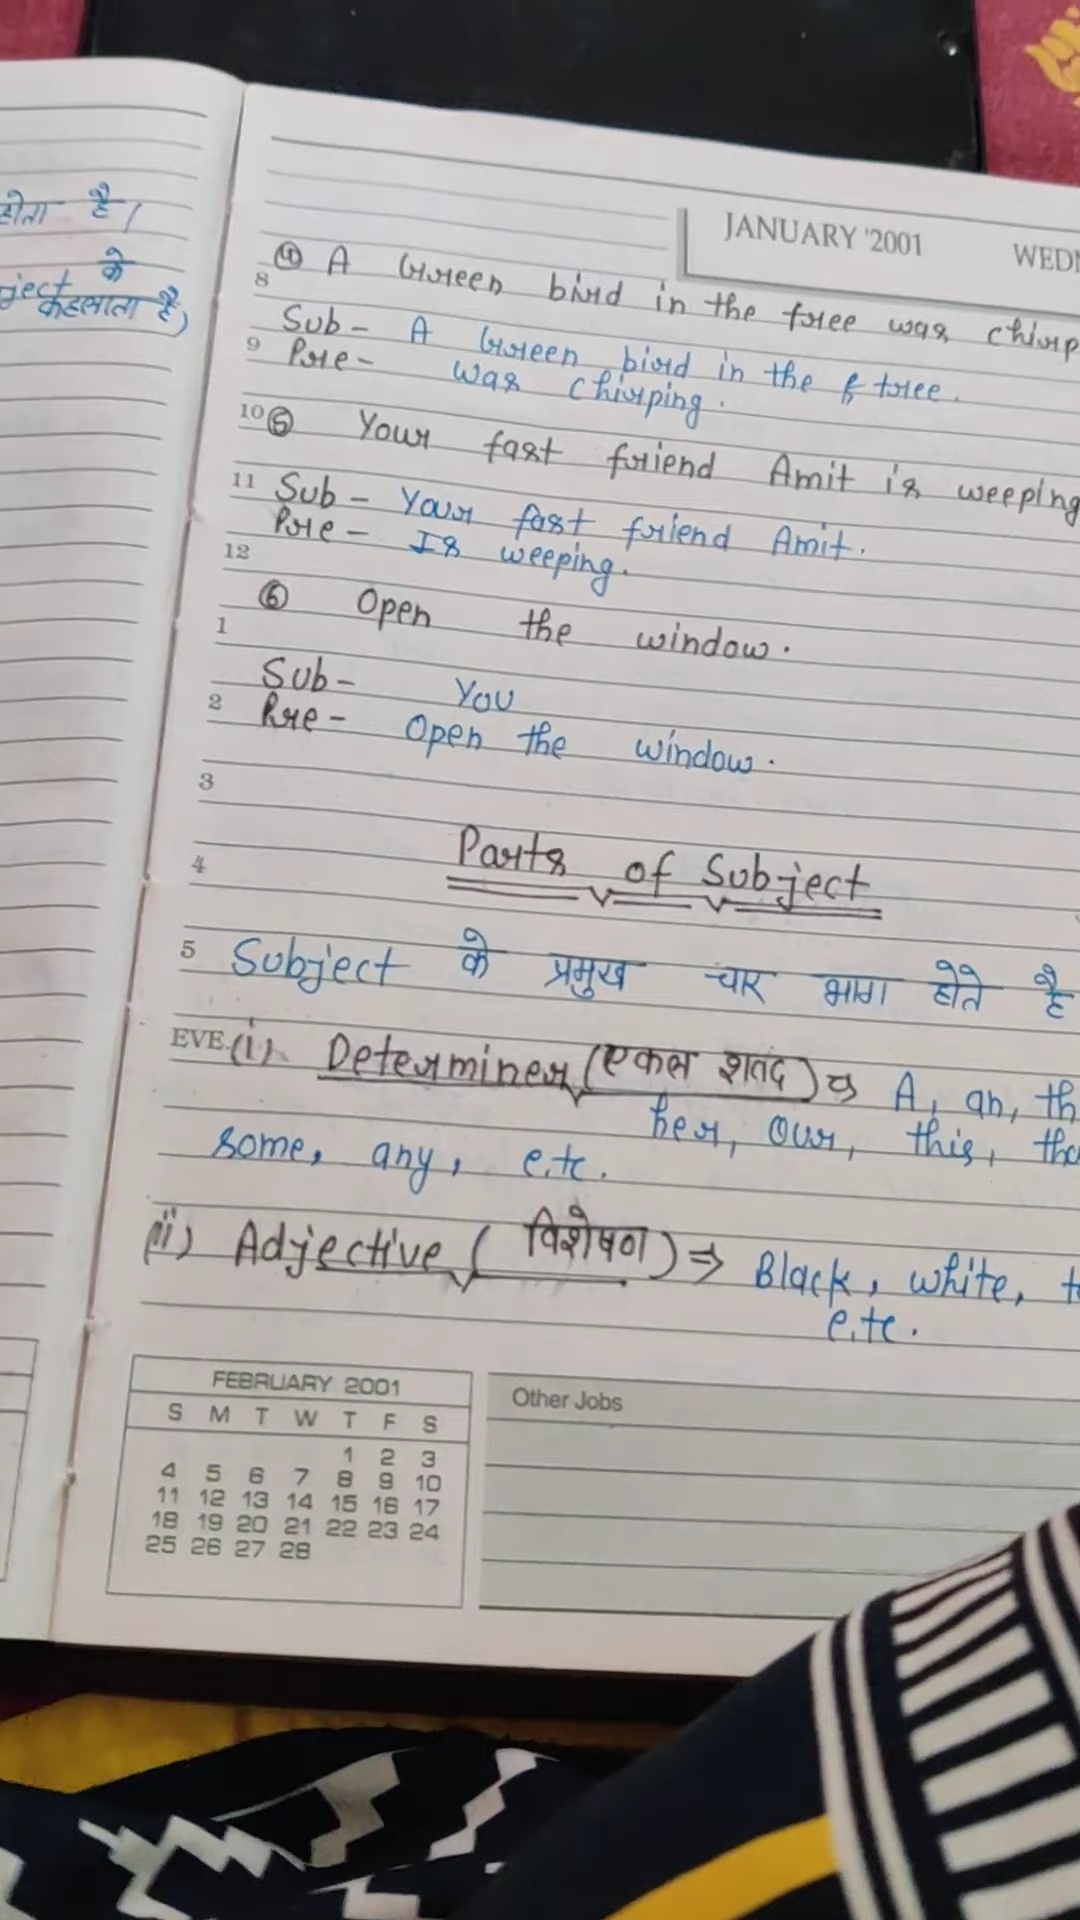 होता है।
ject के
कहलाता है)
JANUARY '2001 WEDN
④ A Green bird in the tree was chirp
8
Sub- A Green bird in the tree.
9 Pre- was chirping.
10 ⑤ Your fast friend Amit is weeping
11 Sub- Your fast friend Amit.
Pre- Is weeping.
12
⑥ Open the window.
1
Sub- You
2 Pre- Open the window.
3
Parts of Subject
4
5 Subject के प्रमुख चार भाग होते है
EVE. (i) Determiner (एकल शब्द) ⇒ A, an, th
her, our, this, tha
some, any, e.tc.
(ii) Adjective (विशेषण) ⇒ Black, white, t
e.tc.
FEBRUARY 2001
S M T W T F S
1 2 3
4 5 6 7 8 9 10
11 12 13 14 15 16 17
18 19 20 21 22 23 24
25 26 27 28
Other Jobs